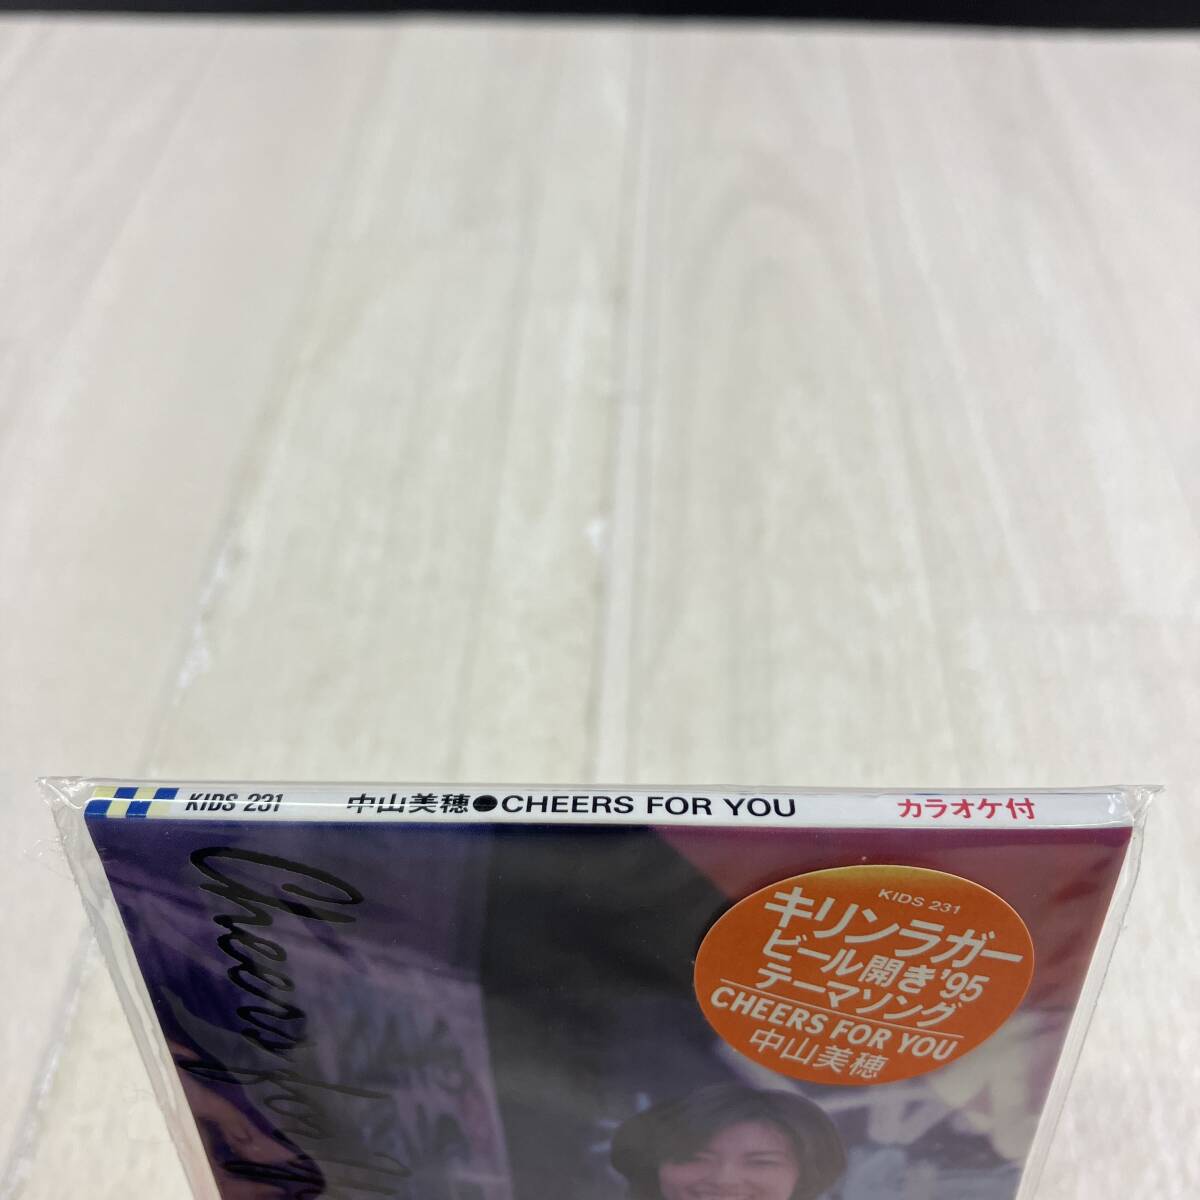 KIDS 231 中山美穂●CHEERS FOR YOU カラオケ付
KIDS 231
キリンラガー
ビール開き'95
テーマソング
CHEERS FOR YOU
中山美穂
Cheers for Y